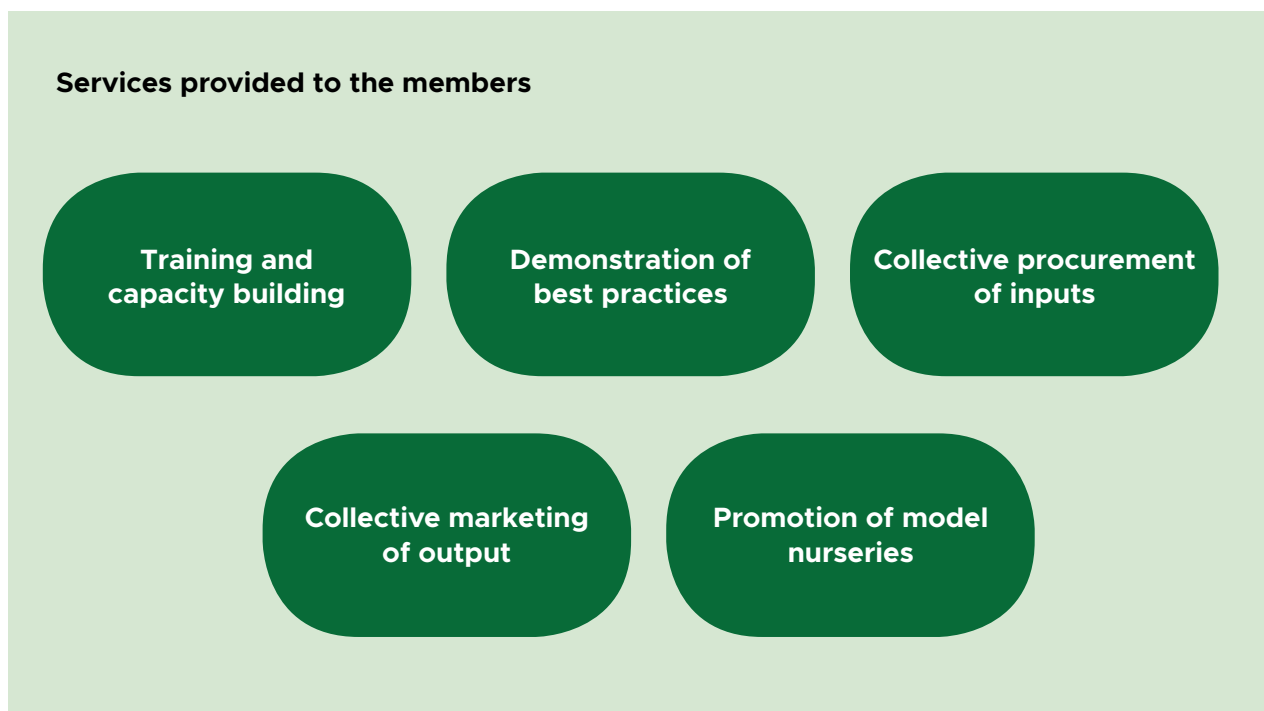 Services provided to the members
Training and
capacity building
Demonstration of
best practices
Collective procurement
of inputs
Collective marketing
of output
Promotion of model
nurseries